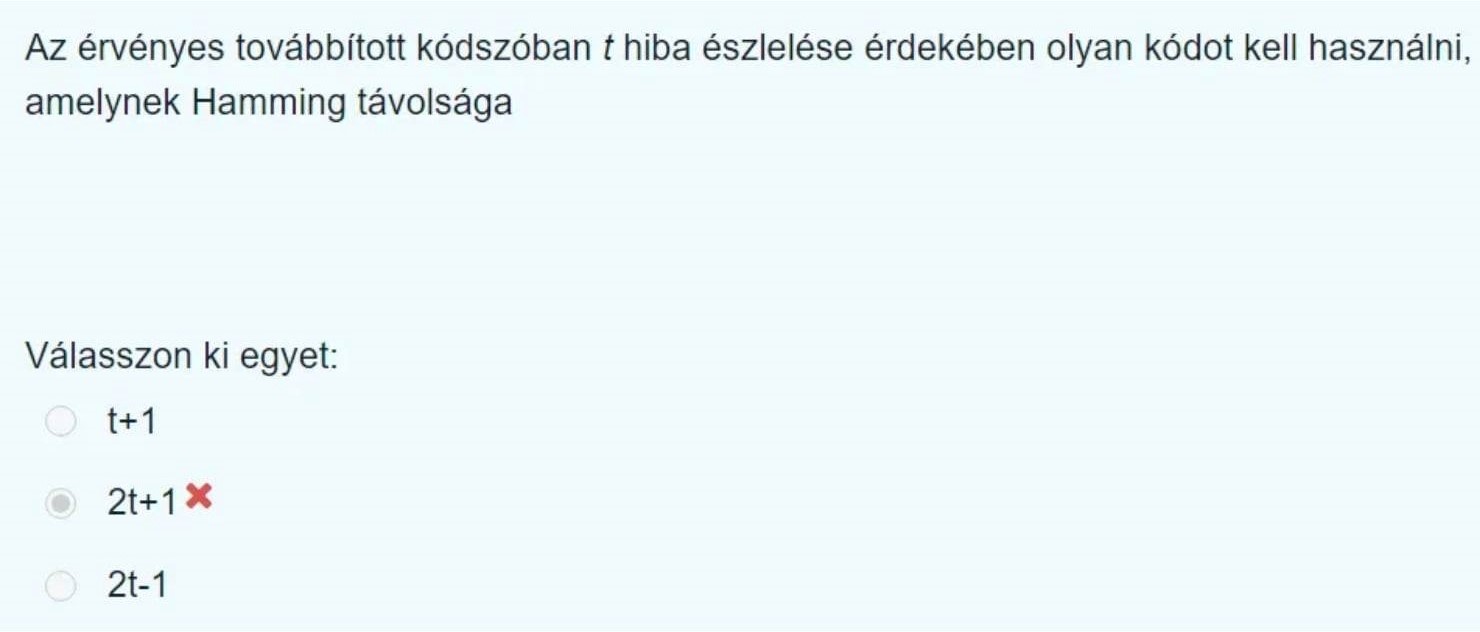 Az érvényes továbbított kódszóban t hiba észlelése érdekében olyan kódot kell használni,
amelynek Hamming távolsága
Válasszon ki egyet:
t+1
2t+1
2t-1